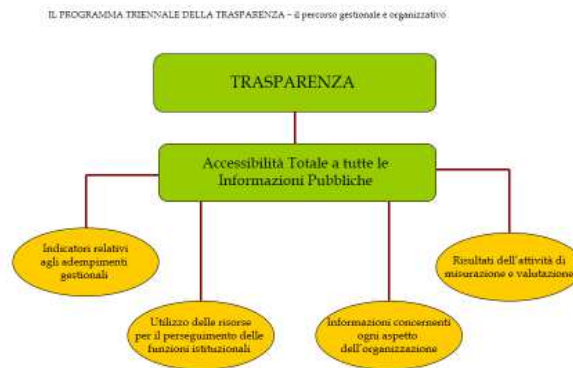 IL PROGRAMMA TRIENNALE DELLA TRASPARENZA – il percorso gestionale e organizzativo
TRASPARENZA
Accessibilità Totale a tutte le
Informazioni Pubbliche
Indicatori relativi
agli adempimenti
gestionali
Utilizzo delle risorse
per il perseguimento delle
funzioni istituzionali
Informazioni concernenti
ogni aspetto
dell'organizzazione
Risultati dell'attività di
misurazione e valutazione